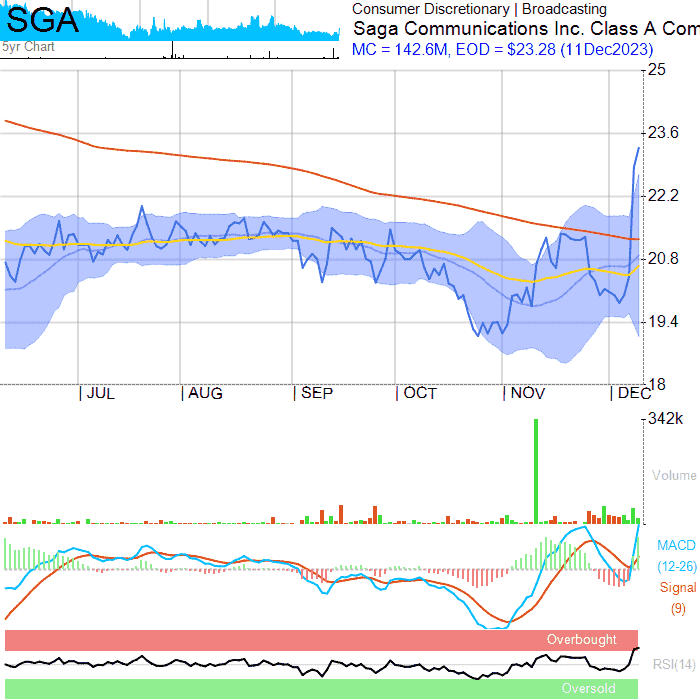 SGA
5yr Chart
Consumer Discretionary | Broadcasting
Saga Communications Inc. Class A Com
MC = 142.6M, EOD = $23.28 (11Dec2023)
25
23.6
22.2
20.8
19.4
18
|JUL |AUG |SEP |OCT |NOV |DEC
342k
Volume
MACD
(12-26)
Signal
(9)
Overbought
RSI(14)
Oversold